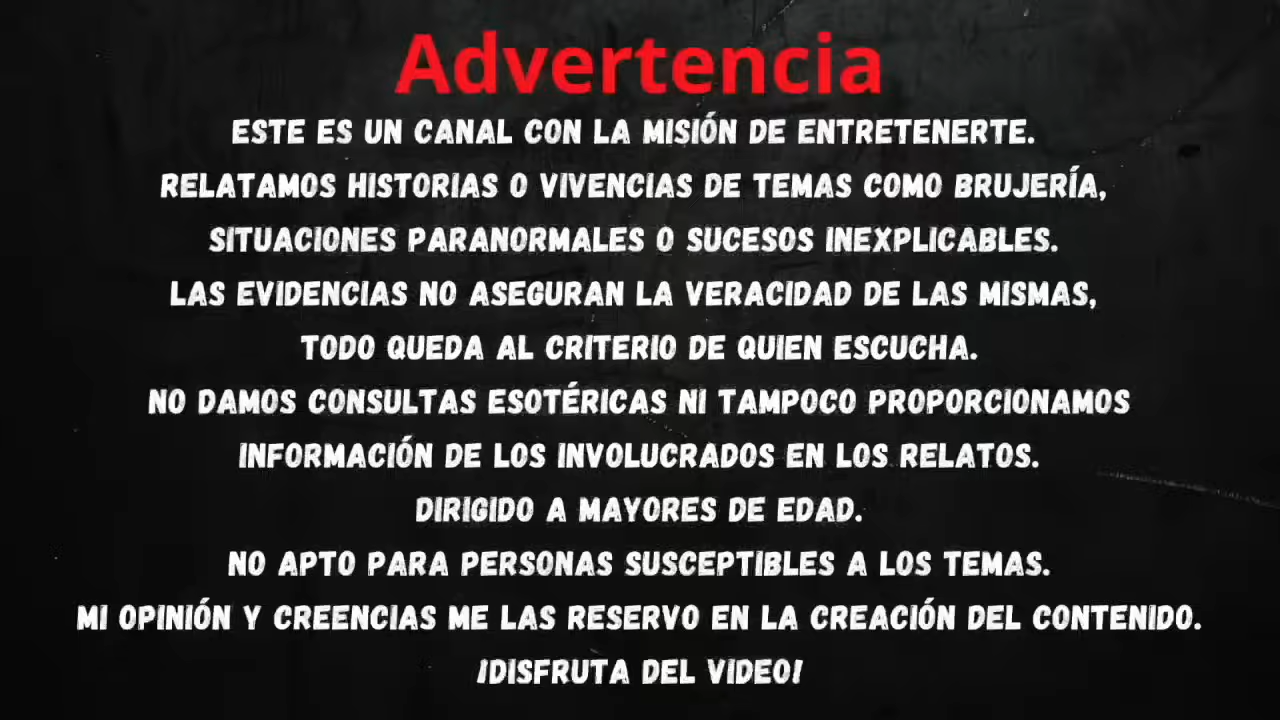 Advertencia
ESTE ES UN CANAL CON LA MISIÓN DE ENTRETENERTE.
RELATAMOS HISTORIAS O VIVENCIAS DE TEMAS COMO BRUJERÍA,
SITUACIONES PARANORMALES O SUCESOS INEXPLICABLES.
LAS EVIDENCIAS NO ASEGURAN LA VERACIDAD DE LAS MISMAS,
TODO QUEDA AL CRITERIO DE QUIEN ESCUCHA.
NO DAMOS CONSULTAS ESOTÉRICAS NI TAMPOCO PROPORCIONAMOS
INFORMACIÓN DE LOS INVOLUCRADOS EN LOS RELATOS.
DIRIGIDO A MAYORES DE EDAD.
NO APTO PARA PERSONAS SUSCEPTIBLES A LOS TEMAS.
MI OPINIÓN Y CREENCIAS ME LAS RESERVO EN LA CREACIÓN DEL CONTENIDO.
¡DISFRUTA DEL VIDEO!